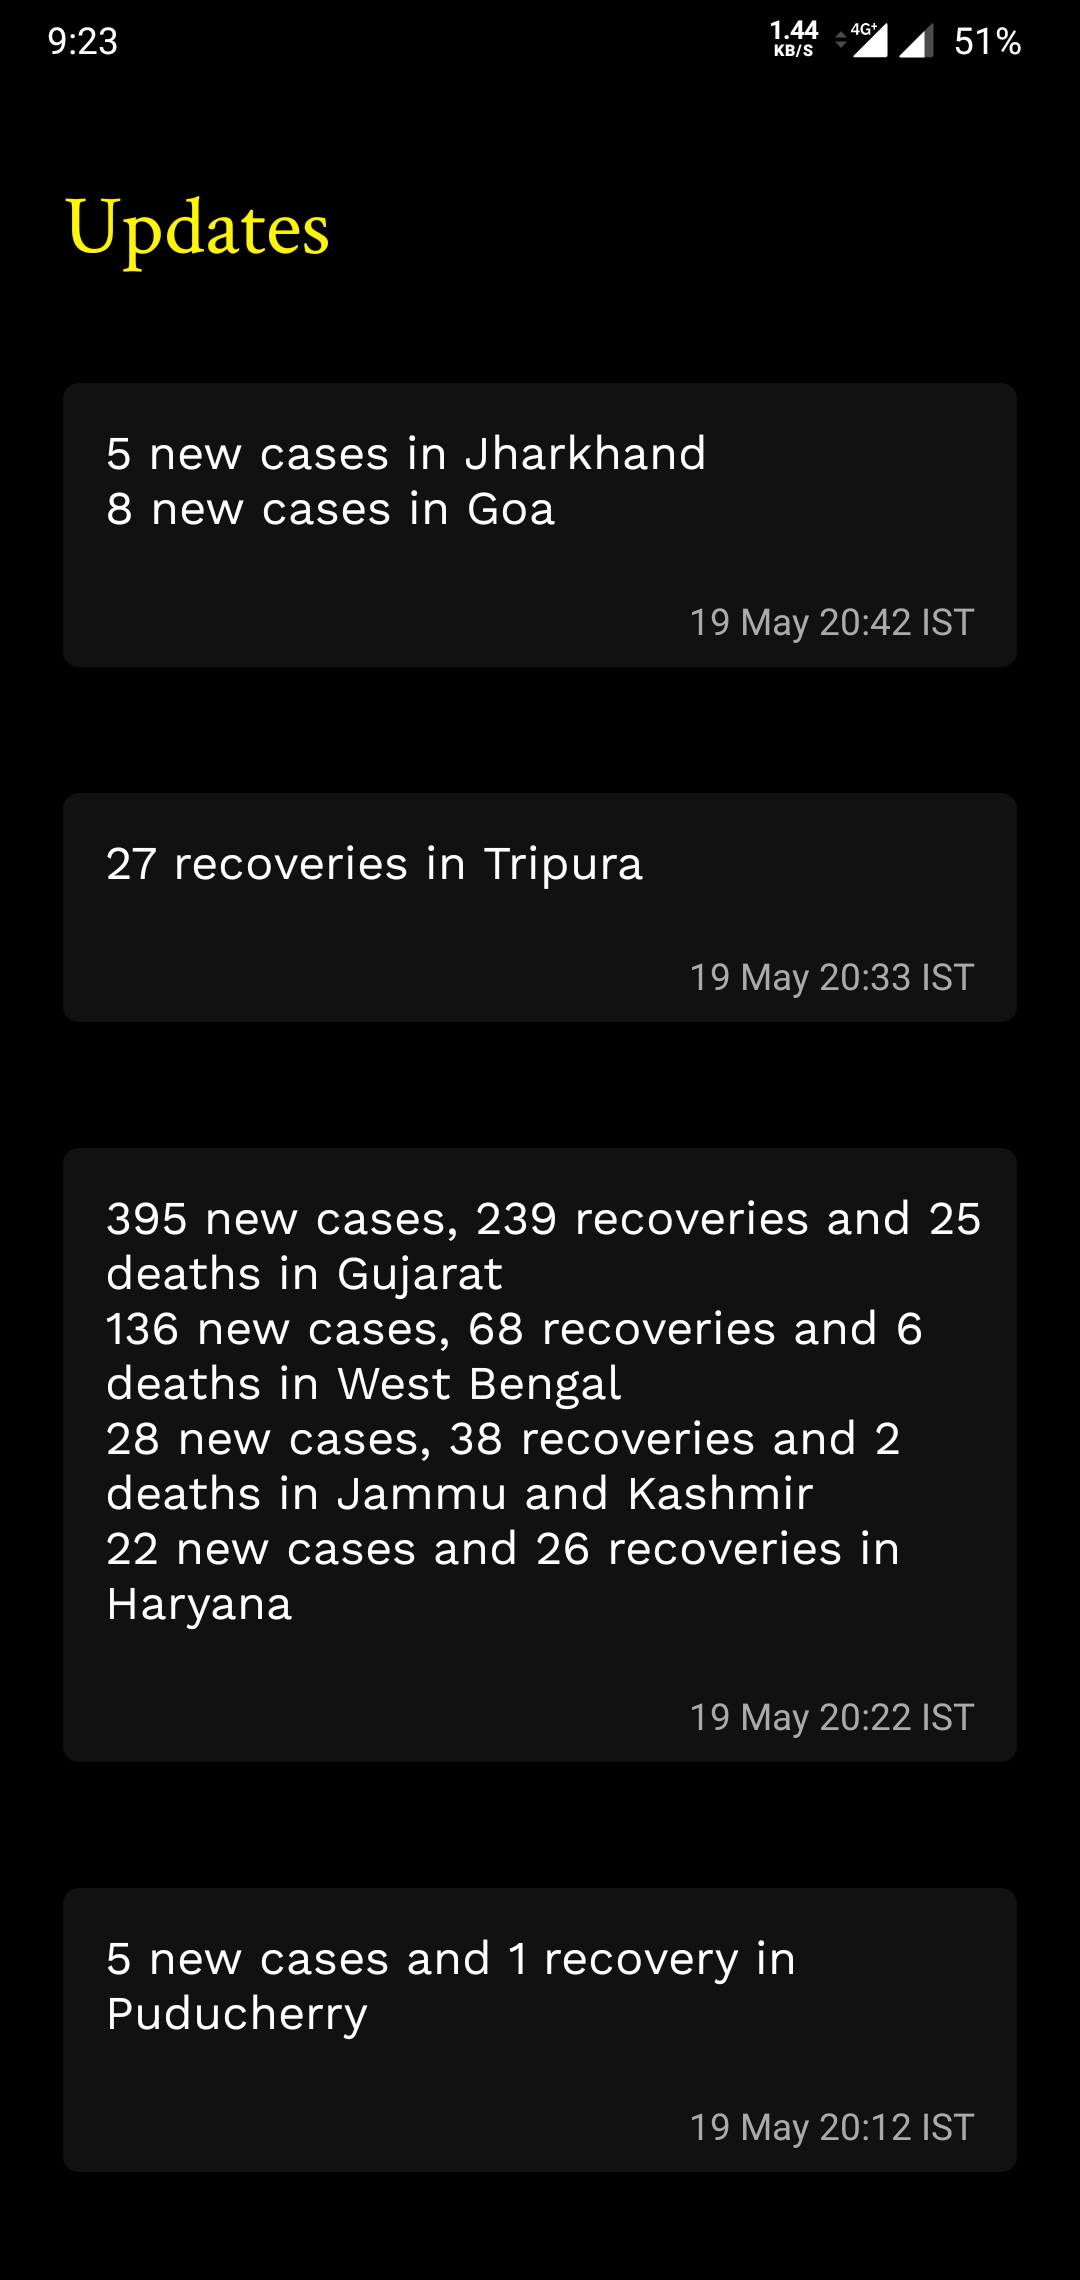 9:23
1.44
KB/S
4G+
51%
Updates
5 new cases in Jharkhand
8 new cases in Goa
19 May 20:42 IST
27 recoveries in Tripura
19 May 20:33 IST
395 new cases, 239 recoveries and 25
deaths in Gujarat
136 new cases, 68 recoveries and 6
deaths in West Bengal
28 new cases, 38 recoveries and 2
deaths in Jammu and Kashmir
22 new cases and 26 recoveries in
Haryana
19 May 20:22 IST
5 new cases and 1 recovery in
Puducherry
19 May 20:12 IST